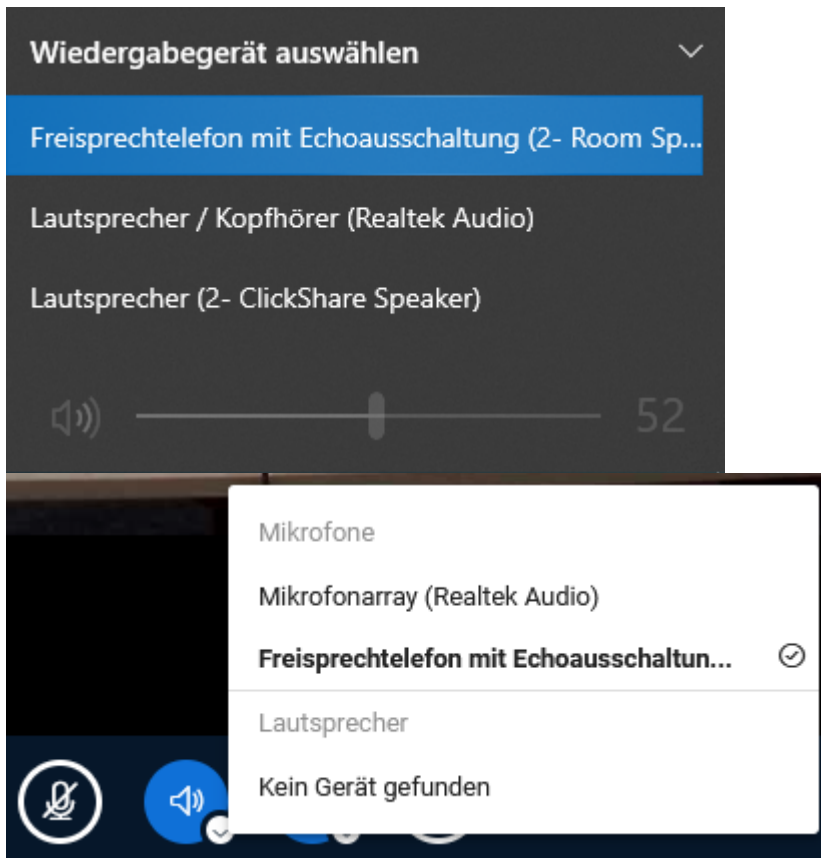 Wiedergabegerät auswählen
Freisprechtelefon mit Echoausschaltung (2- Room Sp...
Lautsprecher / Kopfhörer (Realtek Audio)
Lautsprecher (2- ClickShare Speaker)
52
Mikrofone
Mikrofonarray (Realtek Audio)
Freisprechtelefon mit Echoausschaltun...
Lautsprecher
Kein Gerät gefunden